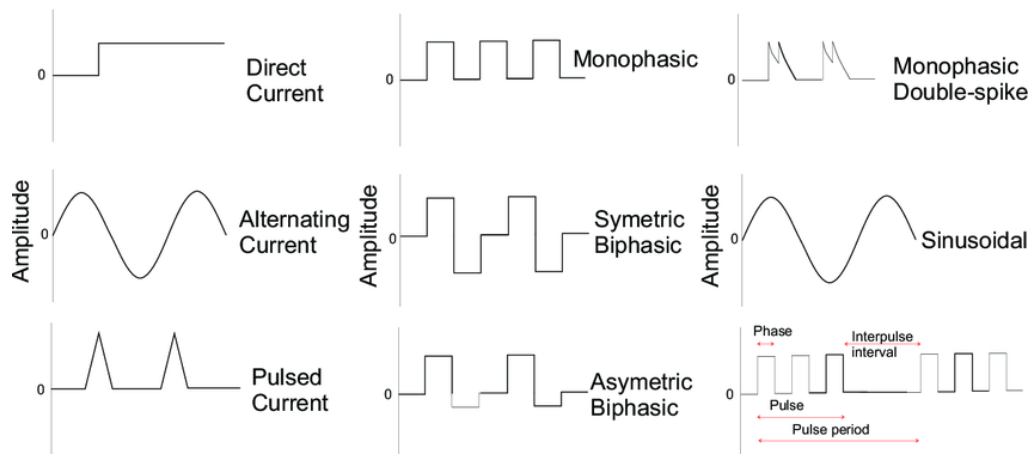 0
Direct
Current
0
Monophasic
0
Monophasic
Double-spike
Amplitude
0
Alternating
Current
Amplitude
0
Symetric
Biphasic
Amplitude
0
Sinusoidal
0
Pulsed
Current
0
Asymetric
Biphasic
0
Phase
Interpulse
interval
Pulse
Pulse period